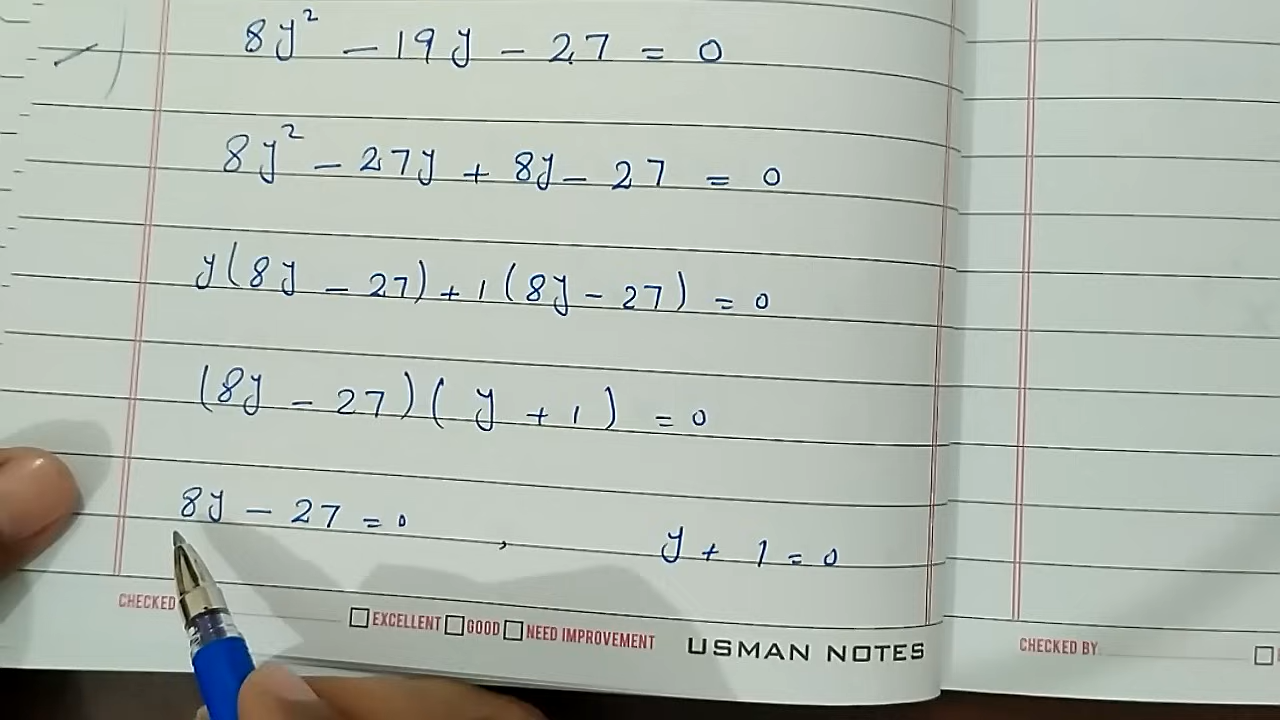 8y² - 19y - 27 = 0
8y² - 27y + 8y - 27 = 0
y(8y - 27) + 1(8y - 27) = 0
(8y - 27)(y + 1) = 0
8y - 27 = 0 , y + 1 = 0
CHECKED
EXCELLENT GOOD NEED IMPROVEMENT USMAN NOTES
CHECKED BY